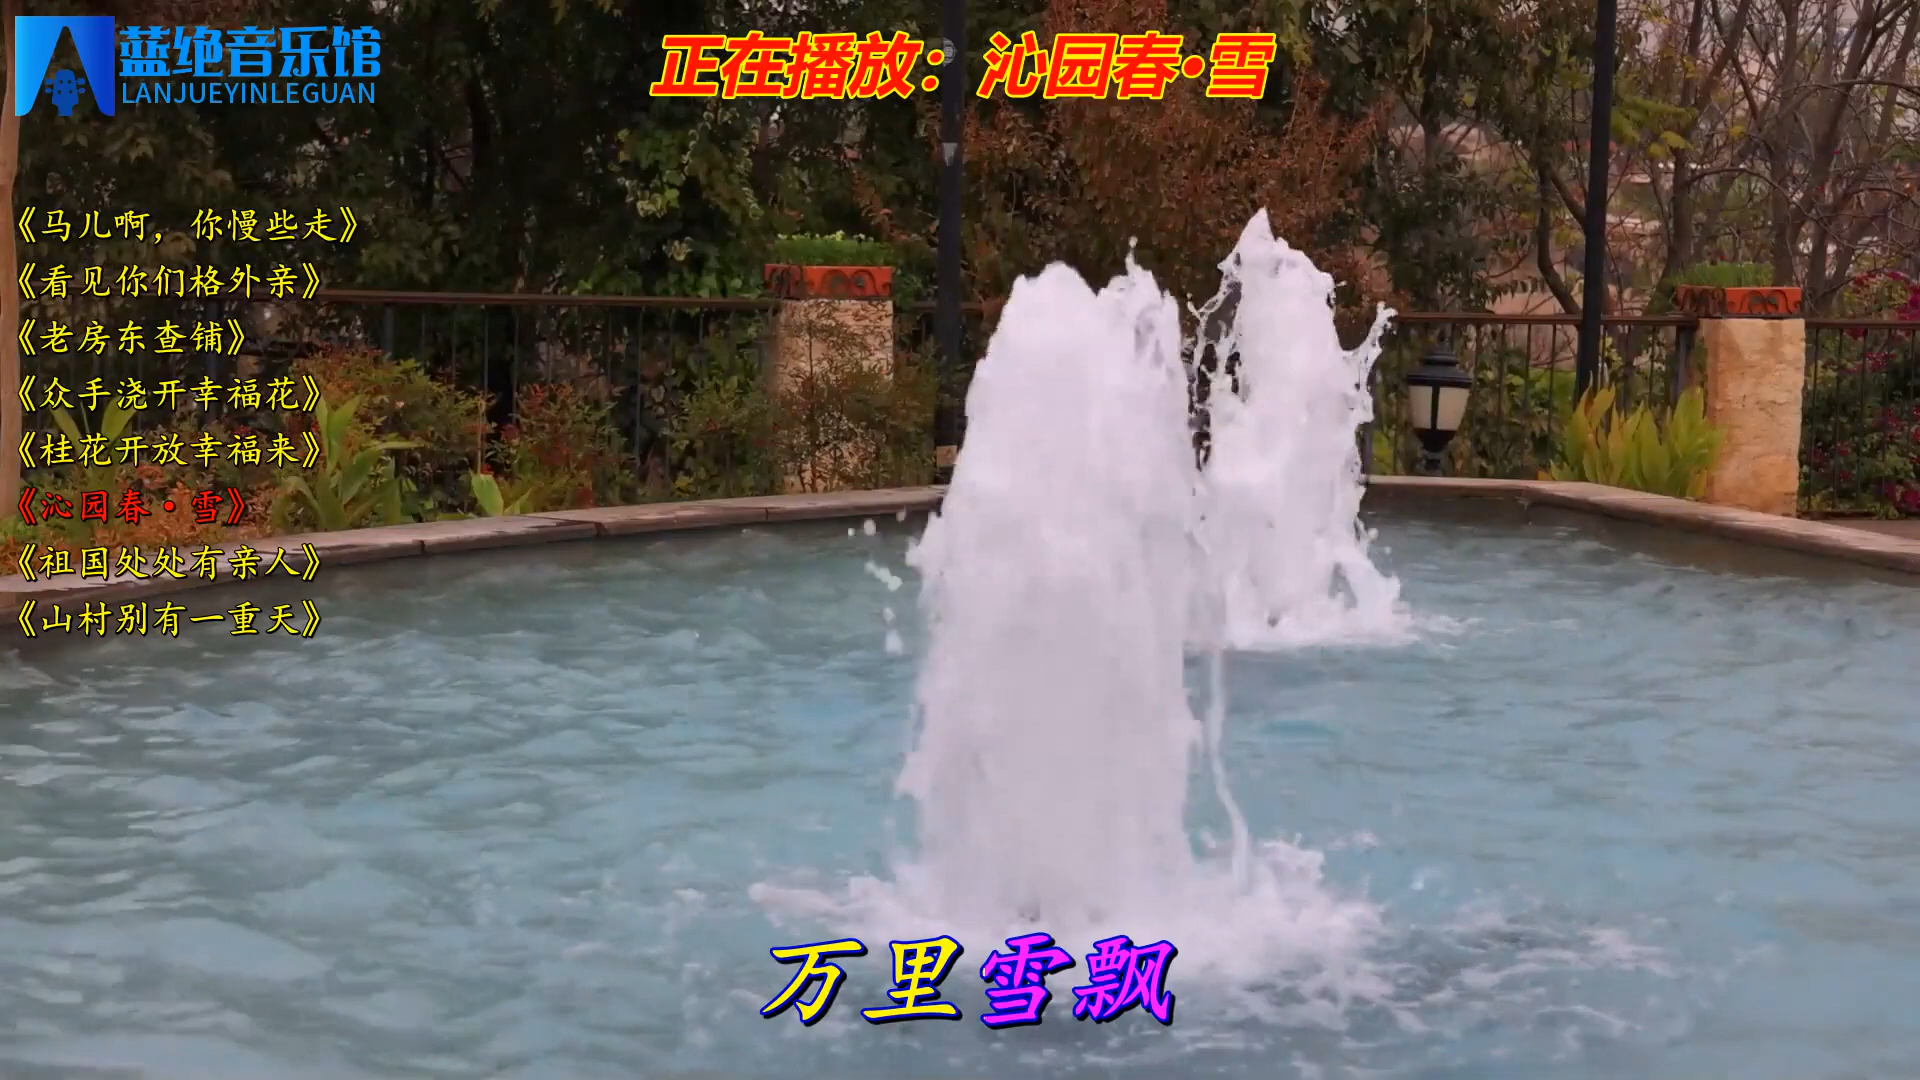 蓝绝音乐馆
LANJUEYINLEGUAN
正在播放：沁园春•雪
《马儿啊，你慢些走》
《看见你们格外亲》
《老房东查铺》
《众手浇开幸福花》
《桂花开放幸福来》
《沁园春·雪》
《祖国处处有亲人》
《山村别有一重天》
万里雪飘